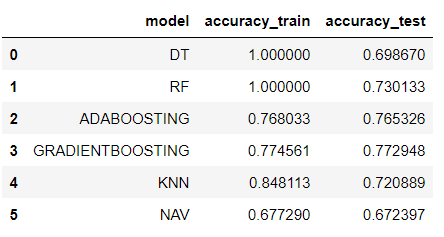 model accuracy_train accuracy_test
0 DT 1.000000 0.698670
1 RF 1.000000 0.730133
2 ADABOOSTING 0.768033 0.765326
3 GRADIENTBOOSTING 0.774561 0.772948
4 KNN 0.848113 0.720889
5 NAV 0.677290 0.672397